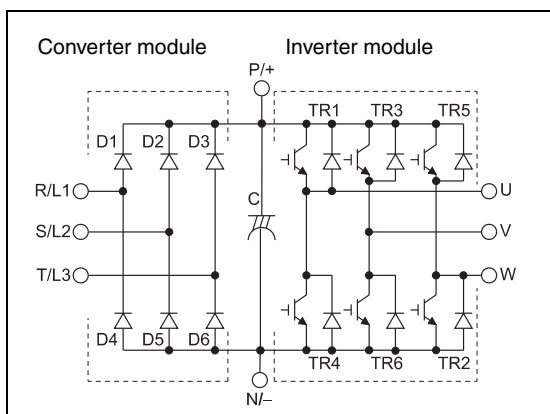 Converter module
Inverter module
P/+
TR1
TR3
TR5
D1
D2
D3
R/L1
U
C
S/L2
V
T/L3
W
D4
D5
D6
TR4
TR6
TR2
N/−